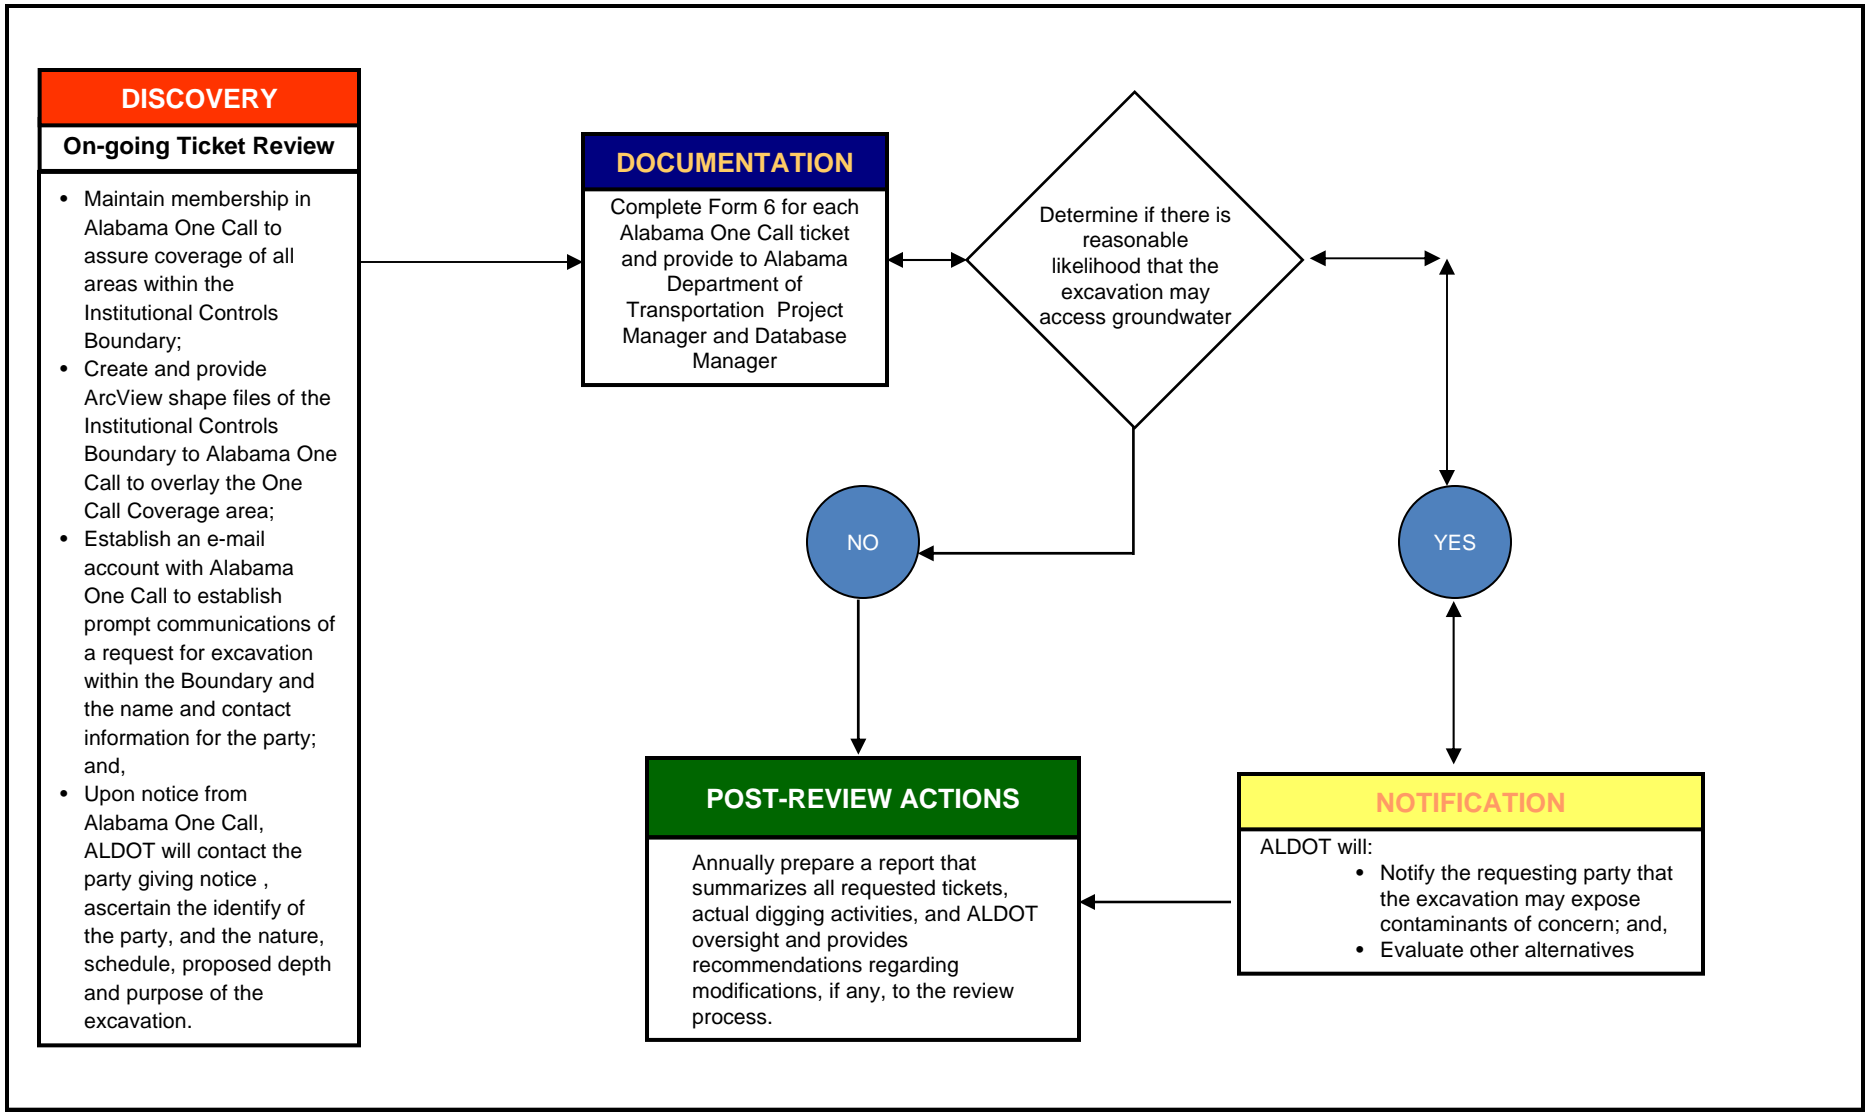 DISCOVERY
On-going Ticket Review
• Maintain membership in
Alabama One Call to
assure coverage of all
areas within the
Institutional Controls
Boundary;
• Create and provide
ArcView shape files of the
Institutional Controls
Boundary to Alabama One
Call to overlay the One
Call Coverage area;
• Establish an e-mail
account with Alabama
One Call to establish
prompt communications of
a request for excavation
within the Boundary and
the name and contact
information for the party;
and,
• Upon notice from
Alabama One Call,
ALDOT will contact the
party giving notice ,
ascertain the identify of
the party, and the nature,
schedule, proposed depth
and purpose of the
excavation.
DOCUMENTATION
Complete Form 6 for each
Alabama One Call ticket
and provide to Alabama
Department of
Transportation  Project
Manager and Database
Manager
Determine if there is
reasonable
likelihood that the
excavation may
access groundwater
NO
YES
POST-REVIEW ACTIONS
Annually prepare a report that
summarizes all requested tickets,
actual digging activities, and ALDOT
oversight and provides
recommendations regarding
modifications, if any, to the review
process.
NOTIFICATION
ALDOT will:
• Notify the requesting party that
the excavation may expose
contaminants of concern; and,
• Evaluate other alternatives